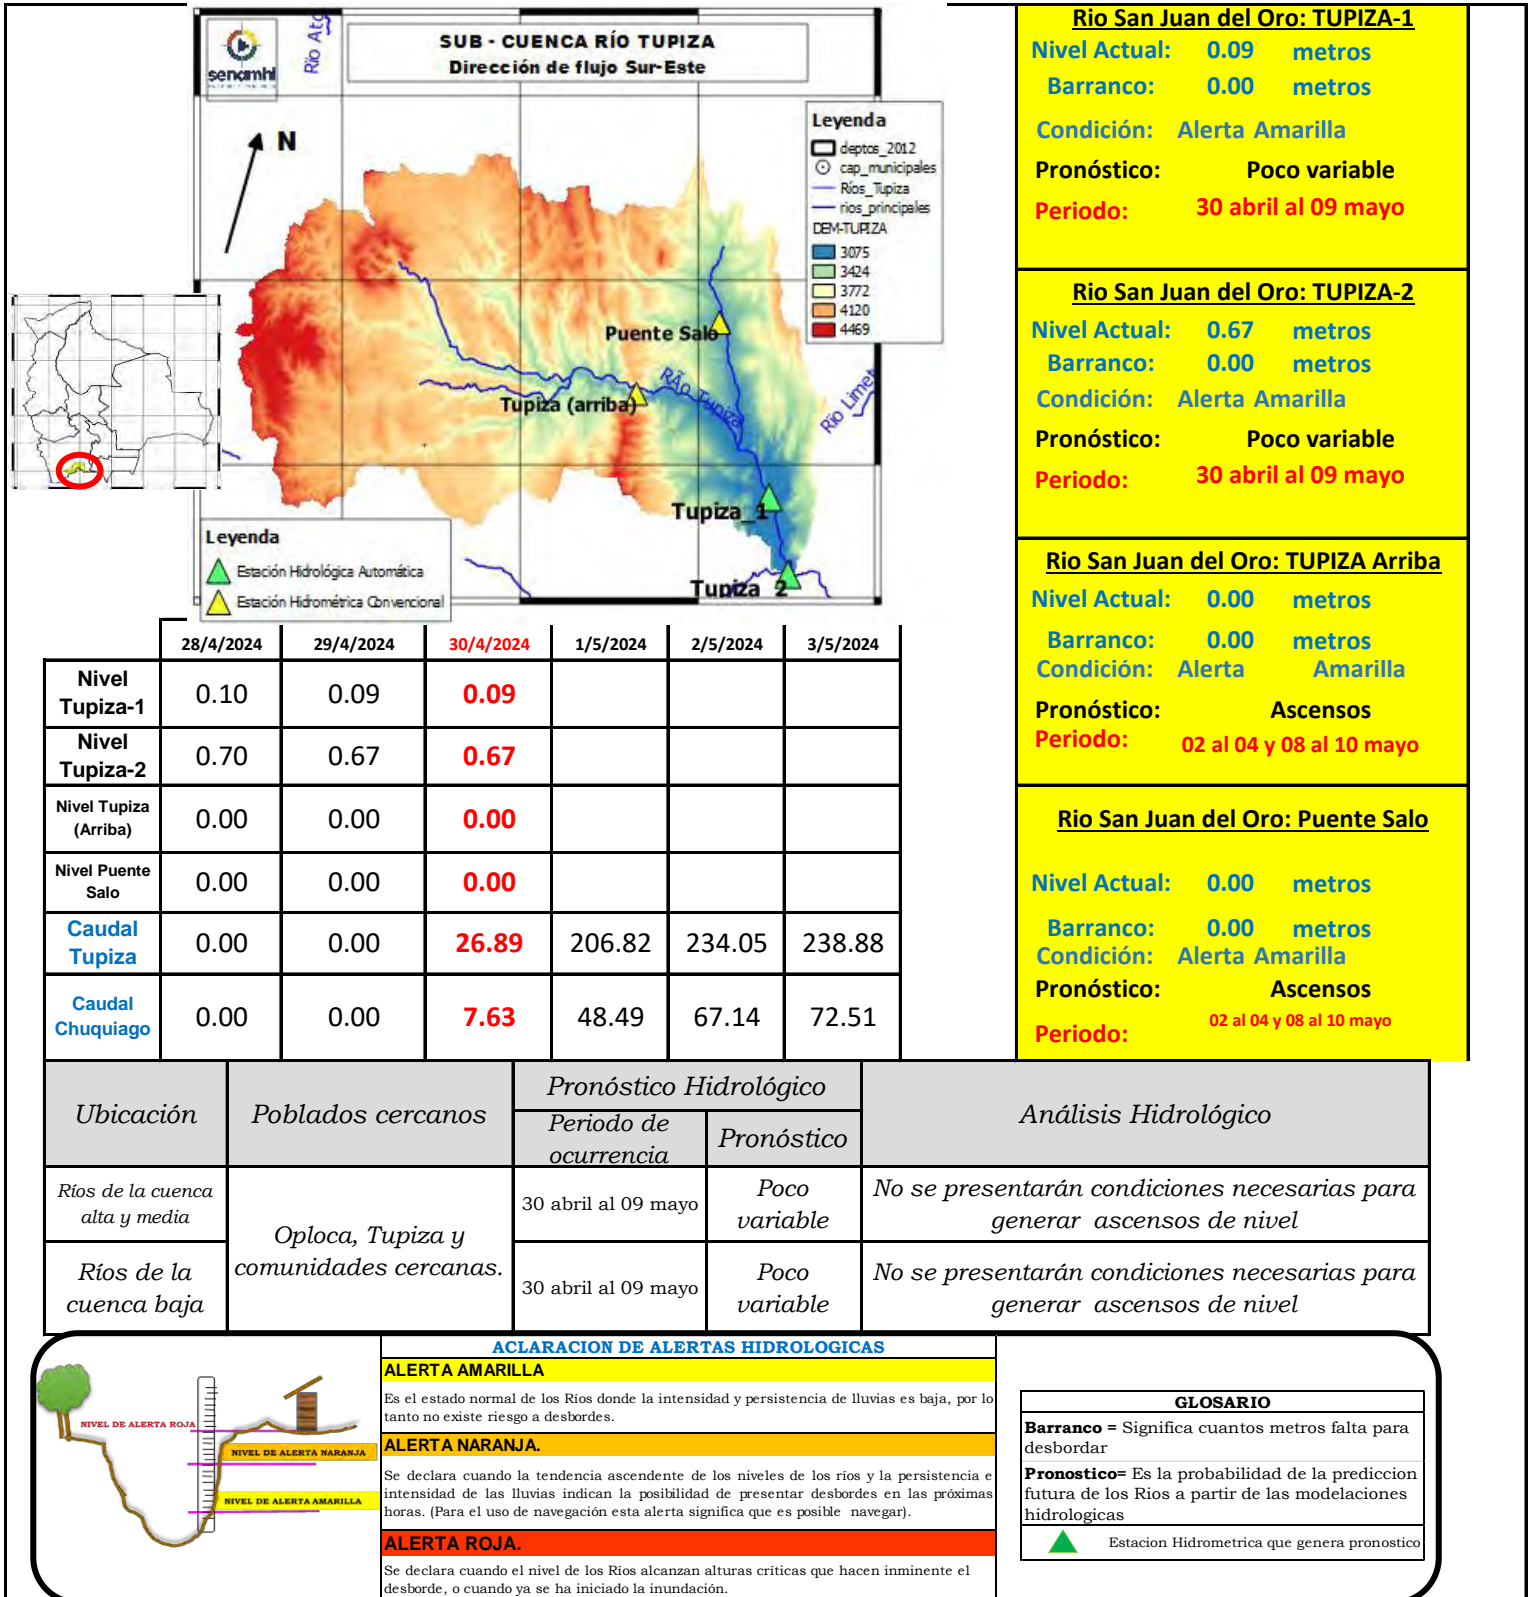 senamhi
Río Ato
SUB - CUENCA RÍO TUPIZA
Dirección de flujo Sur-Este
N
Leyenda
deptos_2012
cap_municipales
Ríos_Tupiza
rios_principales
DEM-TUPIZA
3075
3424
3772
4120
4469
Puente Salo
Tupiza (arriba)
RÃo Tupiza
Rio Limet
Tupiza_1
Tupiza_2
Leyenda
Estación Hidrológica Automática
Estación Hidrométrica Convencional
Rio San Juan del Oro: TUPIZA-1
Nivel Actual: 0.09 metros
Barranco: 0.00 metros
Condición: Alerta Amarilla
Pronóstico: Poco variable
Periodo: 30 abril al 09 mayo
Rio San Juan del Oro: TUPIZA-2
Nivel Actual: 0.67 metros
Barranco: 0.00 metros
Condición: Alerta Amarilla
Pronóstico: Poco variable
Periodo: 30 abril al 09 mayo
Rio San Juan del Oro: TUPIZA Arriba
Nivel Actual: 0.00 metros
Barranco: 0.00 metros
Condición: Alerta Amarilla
Pronóstico: Ascensos
Periodo: 02 al 04 y 08 al 10 mayo
Rio San Juan del Oro: Puente Salo
Nivel Actual: 0.00 metros
Barranco: 0.00 metros
Condición: Alerta Amarilla
Pronóstico: Ascensos
Periodo: 02 al 04 y 08 al 10 mayo
28/4/2024 29/4/2024 30/4/2024 1/5/2024 2/5/2024 3/5/2024
Nivel
Tupiza-1
0.10 0.09 0.09
Nivel
Tupiza-2
0.70 0.67 0.67
Nivel Tupiza
(Arriba)
0.00 0.00 0.00
Nivel Puente
Salo
0.00 0.00 0.00
Caudal
Tupiza
0.00 0.00 26.89 206.82 234.05 238.88
Caudal
Chuquiago
0.00 0.00 7.63 48.49 67.14 72.51
Ubicación
Poblados cercanos
Pronóstico Hidrológico
Periodo de
ocurrencia
Pronóstico
Análisis Hidrológico
Ríos de la cuenca
alta y media
Oploca, Tupiza y
comunidades cercanas.
30 abril al 09 mayo
Poco
variable
No se presentarán condiciones necesarias para
generar ascensos de nivel
Ríos de la
cuenca baja
30 abril al 09 mayo
Poco
variable
No se presentarán condiciones necesarias para
generar ascensos de nivel
NIVEL DE ALERTA ROJA
NIVEL DE ALERTA NARANJA
NIVEL DE ALERTA AMARILLA
ACLARACION DE ALERTAS HIDROLOGICAS
ALERTA AMARILLA
Es el estado normal de los Ríos donde la intensidad y persistencia de lluvias es baja, por lo
tanto no existe riesgo a desbordes.
ALERTA NARANJA.
Se declara cuando la tendencia ascendente de los niveles de los ríos y la persistencia e
intensidad de las lluvias indican la posibilidad de presentar desbordes en las próximas
horas. (Para el uso de navegación esta alerta significa que es posible navegar).
ALERTA ROJA.
Se declara cuando el nivel de los Ríos alcanzan alturas críticas que hacen inminente el
desborde, o cuando ya se ha iniciado la inundación.
GLOSARIO
Barranco = Significa cuantos metros falta para
desbordar
Pronostico= Es la probabilidad de la prediccion
futura de los Rios a partir de las modelaciones
hidrologicas
Estacion Hidrometrica que genera pronostico